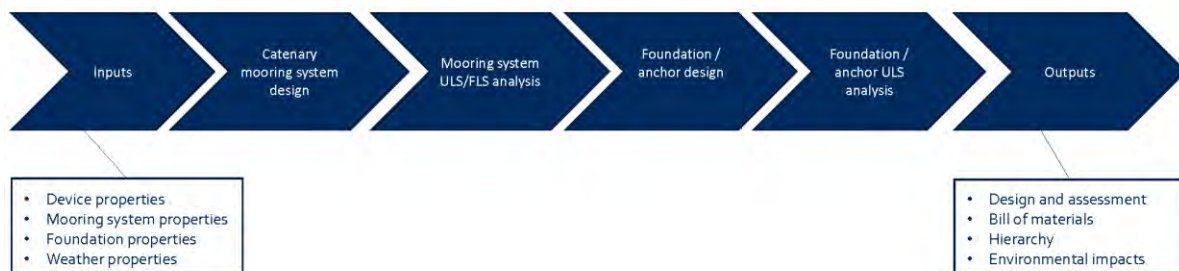 Inputs
Catenary
mooring system
design
Mooring system
ULS/FLS analysis
Foundation /
anchor design
Foundation /
anchor ULS
analysis
Outputs
• Device properties
• Mooring system properties
• Foundation properties
• Weather properties
• Design and assessment
• Bill of materials
• Hierarchy
• Environmental impacts